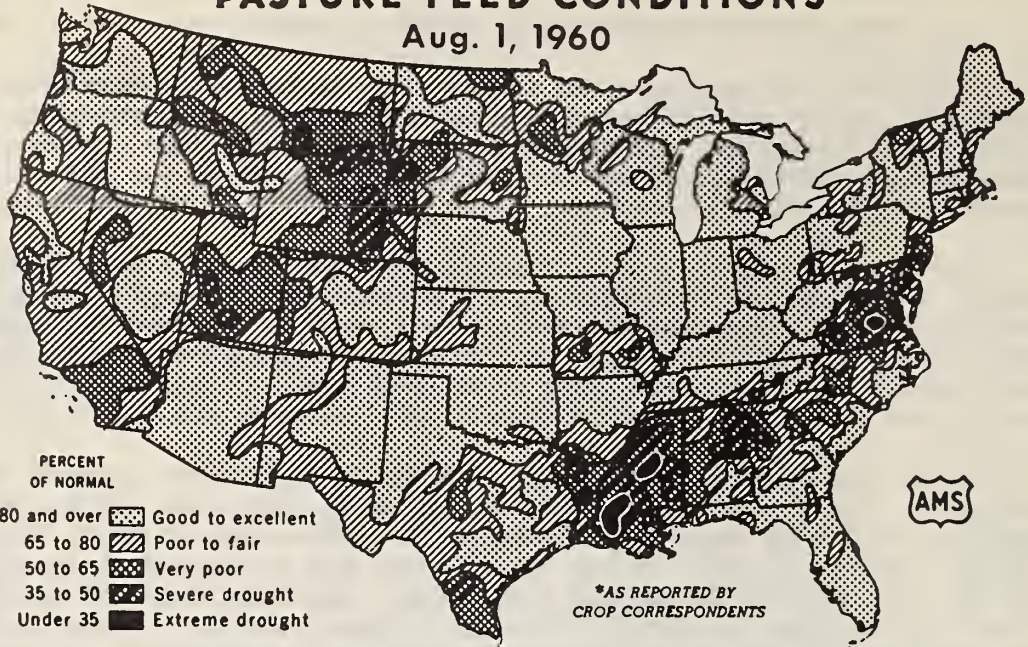 PASTURE FEED CONDITIONS
Aug. 1, 1960
PERCENT
OF NORMAL
80 and over Good to excellent
65 to 80 Poor to fair
50 to 65 Very poor
35 to 50 Severe drought
Under 35 Extreme drought
*AS REPORTED BY
CROP CORRESPONDENTS
AMS